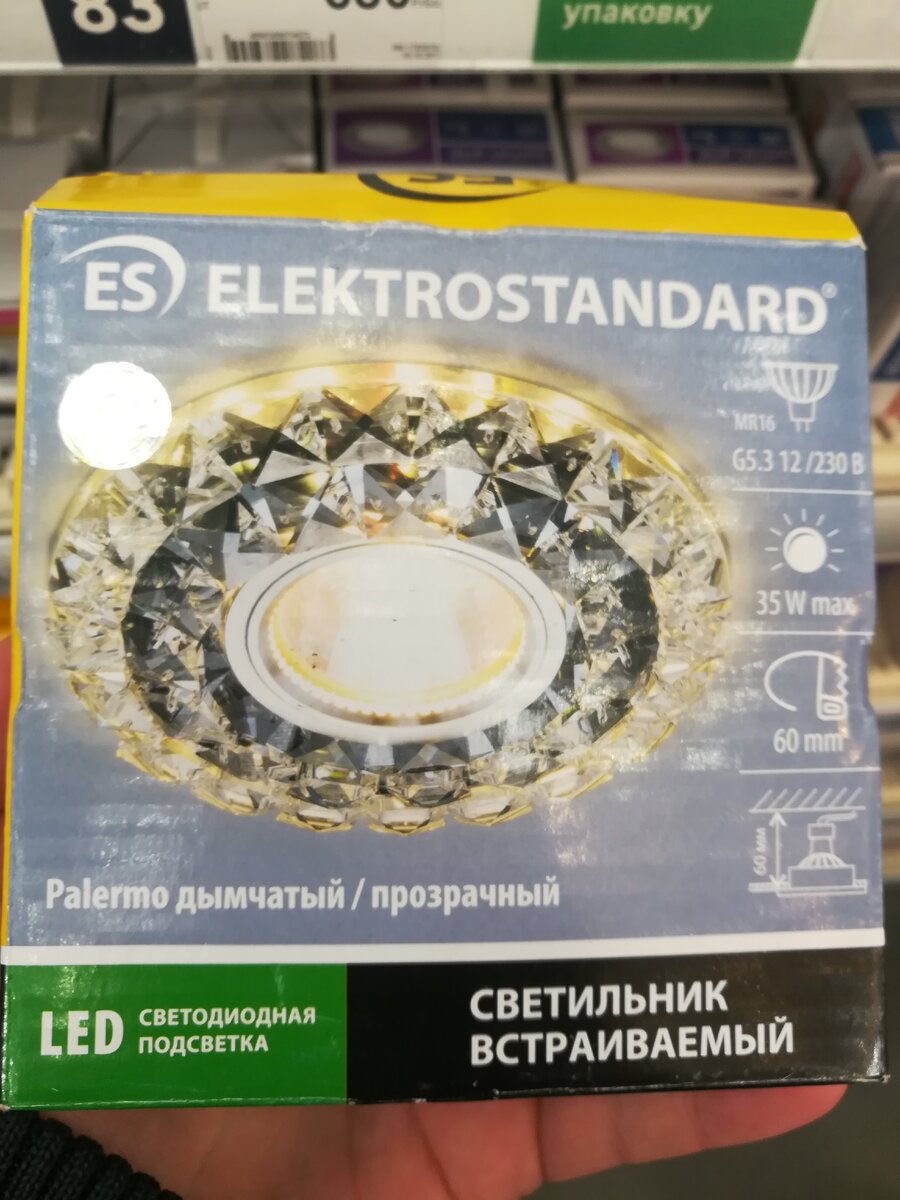 83
упаковку
ES ELEKTROSTANDARD®
MR16
G5.3 12 /230 В
35 W max
60 mm
60 мм
Palermo дымчатый / прозрачный
LED СВЕТОДИОДНАЯ
ПОДСВЕТКА
СВЕТИЛЬНИК
ВСТРАИВАЕМЫЙ